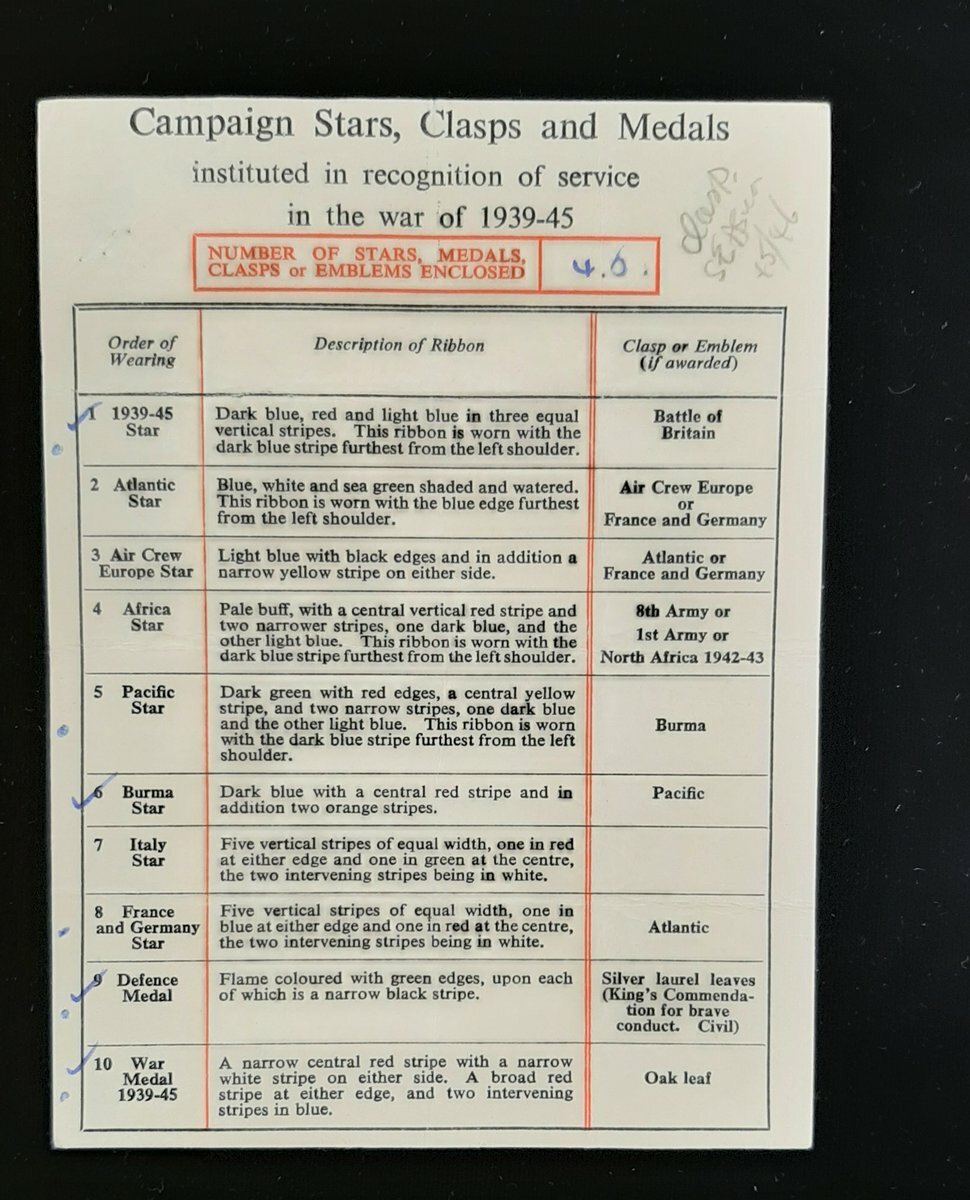 Campaign Stars, Clasps and Medals
instituted in recognition of service
in the war of 1939-45
Clasp.
NUMBER OF STARS, MEDALS,
CLASPS or EMBLEMS ENCLOSED
4.
Order of
Wearing
Description of Ribbon
Clasp or Emblem
(if awarded)
1 1939-45
Star
Dark blue, red and light blue in three equal
vertical stripes. This ribbon is worn with the
dark blue stripe furthest from the left shoulder.
Battle of
Britain
2 Atlantic
Star
Blue, white and sea green shaded and watered.
This ribbon is worn with the blue edge furthest
from the left shoulder.
Air Crew Europe
or
France and Germany
3 Air Crew
Europe Star
Light blue with black edges and in addition a
narrow yellow stripe on either side.
Atlantic or
France and Germany
4 Africa
Star
Pale buff, with a central vertical red stripe and
two narrower stripes, one dark blue, and the
other light blue. This ribbon is worn with the
dark blue stripe furthest from the left shoulder.
8th Army or
1st Army or
North Africa 1942-43
5 Pacific
Star
Dark green with red edges, a central yellow
stripe, and two narrow stripes, one dark blue
and the other light blue. This ribbon is worn
with the dark blue stripe furthest from the left
shoulder.
Burma
6 Burma
Star
Dark blue with a central red stripe and in
addition two orange stripes.
Pacific
7 Italy
Star
Five vertical stripes of equal width, one in red
at either edge and one in green at the centre,
the two intervening stripes being in white.
8 France
and Germany
Star
Five vertical stripes of equal width, one in
blue at either edge and one in red at the centre,
the two intervening stripes being in white.
Atlantic
9 Defence
Medal
Flame coloured with green edges, upon each
of which is a narrow black stripe.
Silver laurel leaves
(King's Commenda-
tion for brave
conduct. Civil)
10 War
Medal
1939-45
A narrow central red stripe with a narrow
white stripe on either side. A broad red
stripe at either edge, and two intervening
stripes in blue.
Oak leaf